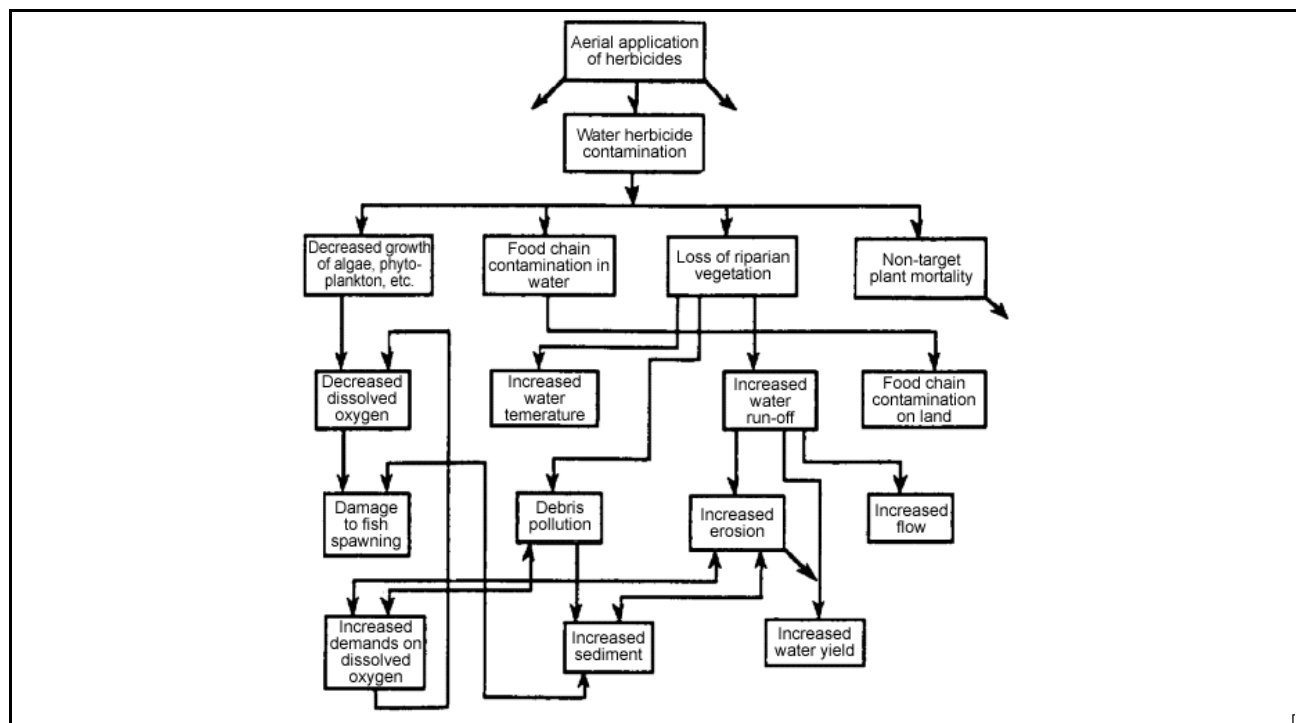 Aerial application
of herbicides
Water herbicide
contamination
Decreased growth
of algae, phyto-
plankton, etc.
Food chain
contamination in
water
Loss of riparian
vegetation
Non-target
plant mortality
Decreased
dissolved
oxygen
Increased
water
temerature
Increased
water
run-off
Food chain
contamination
on land
Damage
to fish
spawning
Debris
pollution
Increased
erosion
Increased
flow
Increased
demands on
dissolved
oxygen
Increased
sediment
Increased
water yield